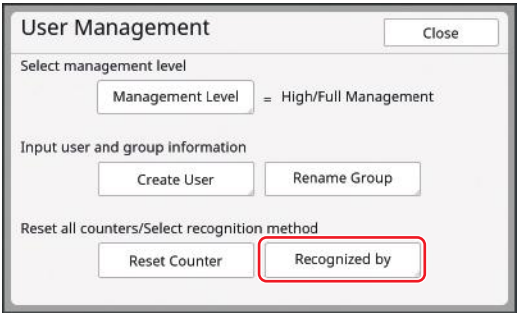 User Management Close
Select management level
Management Level = High/Full Management
Input user and group information
Create User Rename Group
Reset all counters/Select recognition method
Reset Counter Recognized by